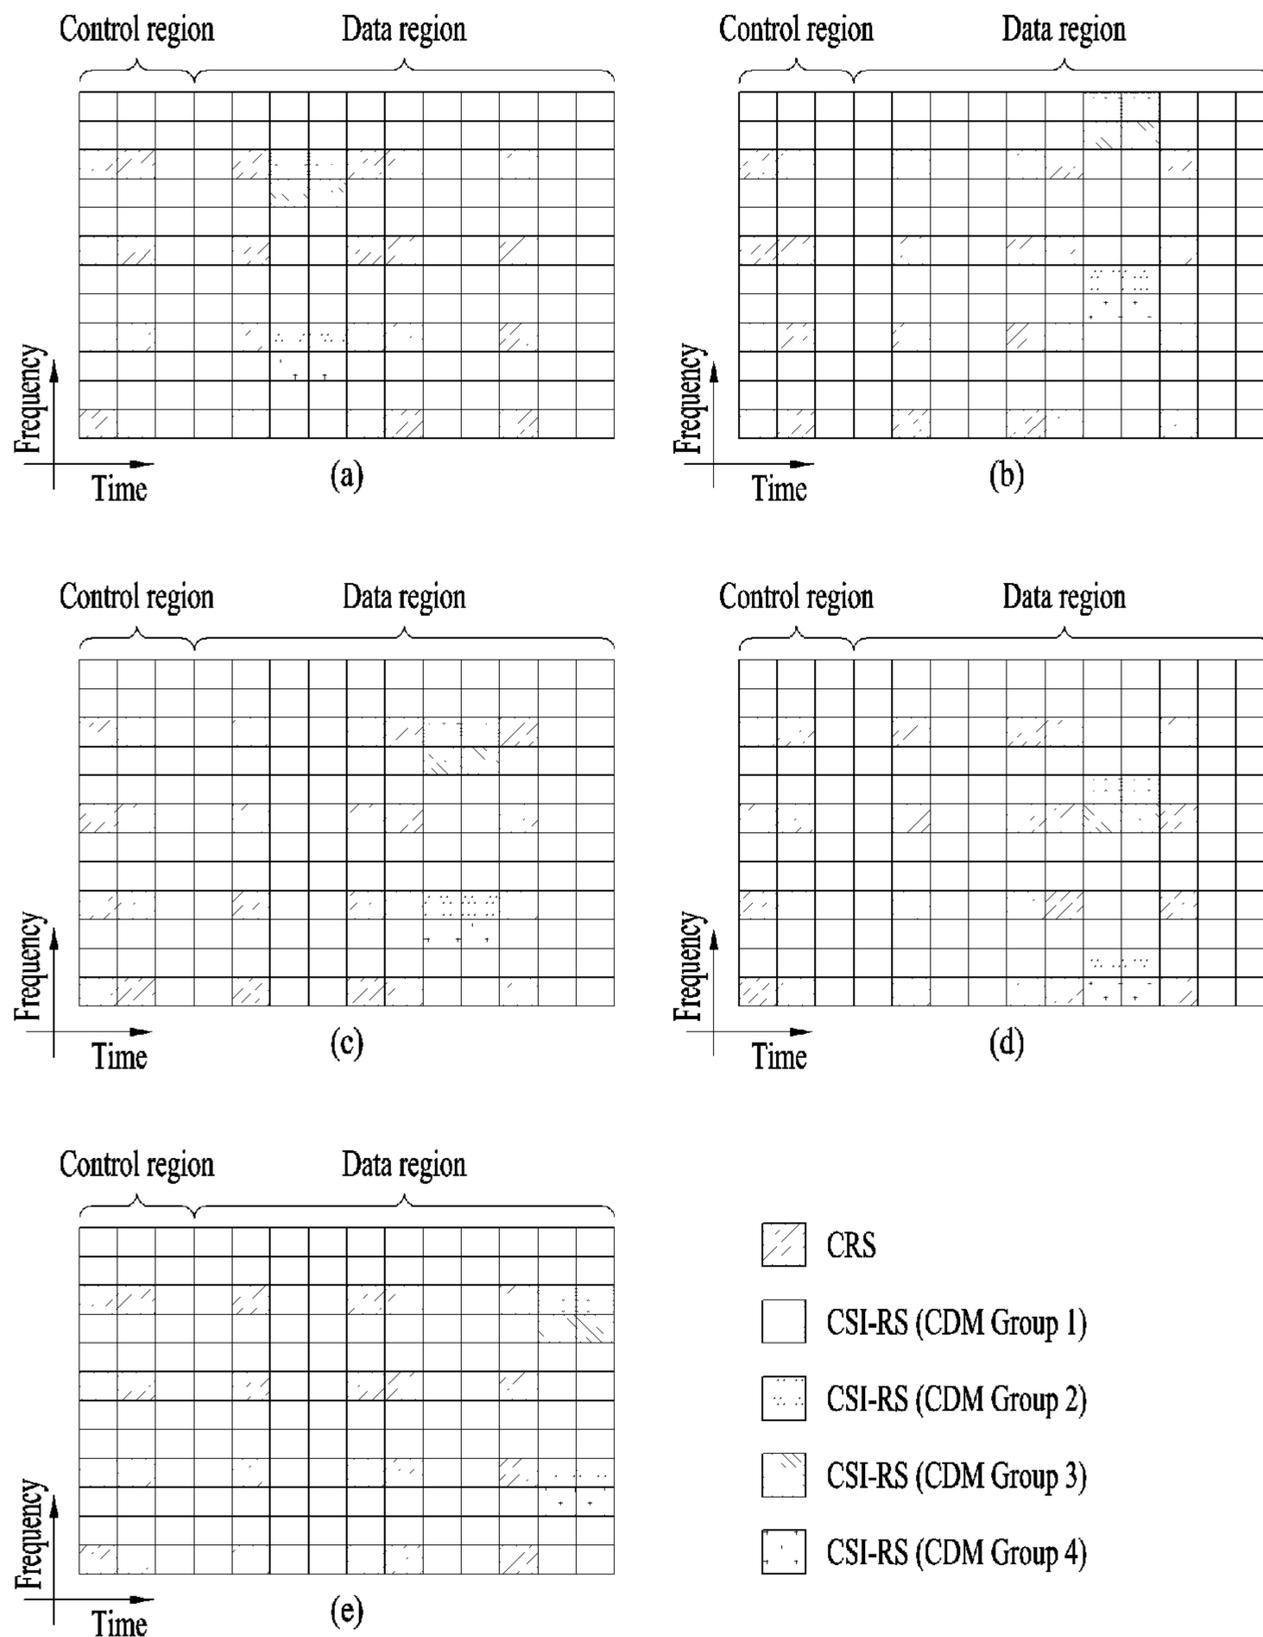 Control region Data region Control region Data region
Frequency Frequency
Time (a) Time (b)
Control region Data region Control region Data region
Frequency Frequency
Time (c) Time (d)
Control region Data region
CRS
CSI-RS (CDM Group 1)
CSI-RS (CDM Group 2)
CSI-RS (CDM Group 3)
CSI-RS (CDM Group 4)
Frequency
Time (e)